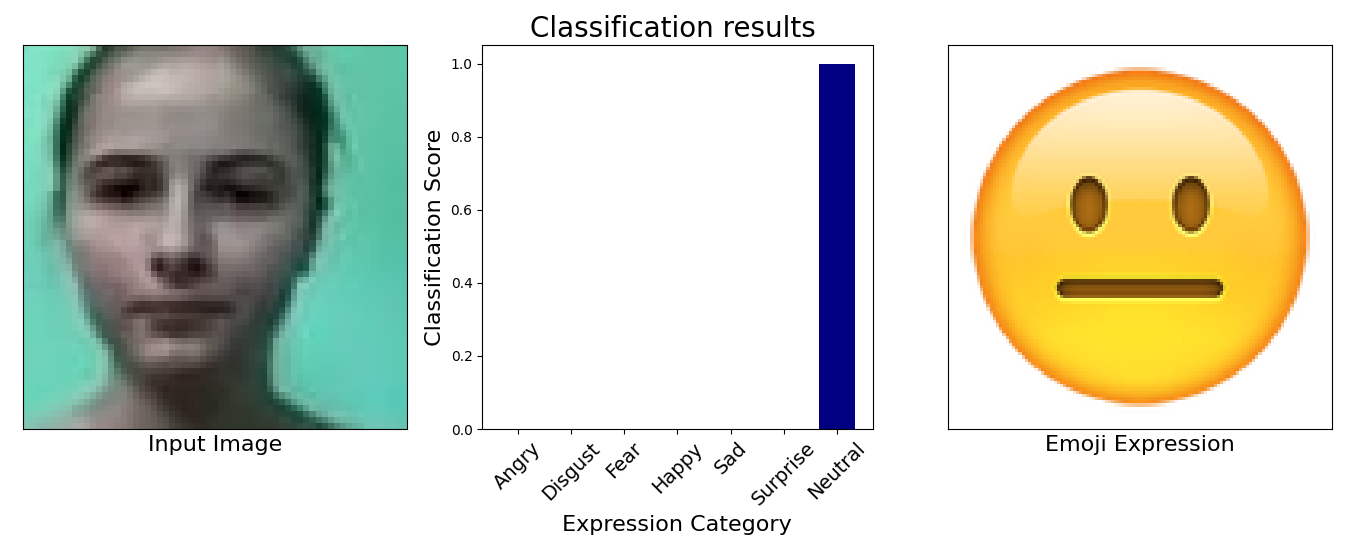 Classification results
Classification Score
1.0
0.8
0.6
0.4
0.2
0.0
Angry
Disgust
Fear
Happy
Sad
Surprise
Neutral
Expression Category
Input Image
Emoji Expression